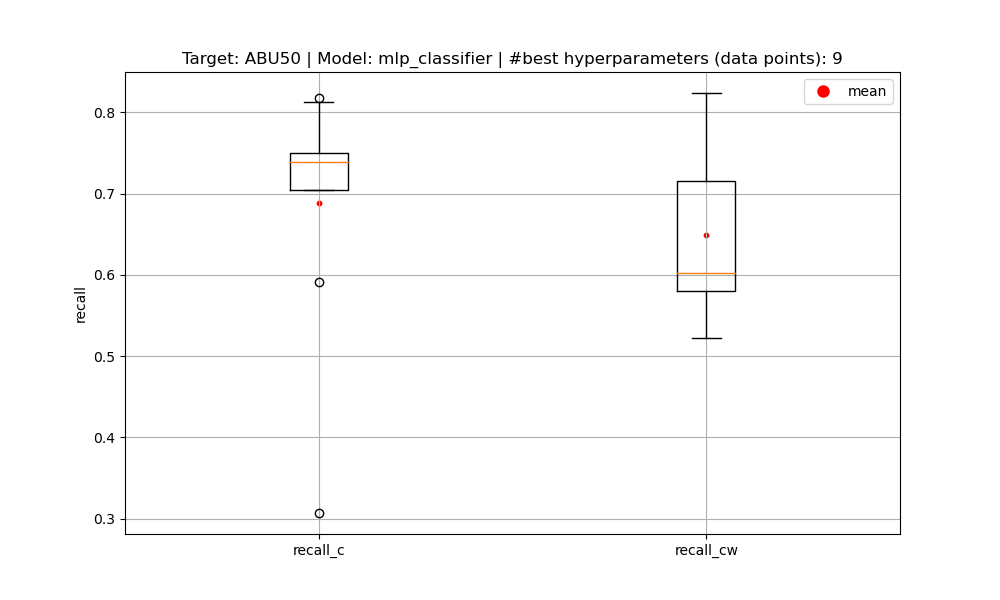 Target: ABU50 | Model: mlp_classifier | #best hyperparameters (data points): 9
mean
0.8
0.7
0.6
0.5
0.4
0.3
recall
recall_c
recall_cw